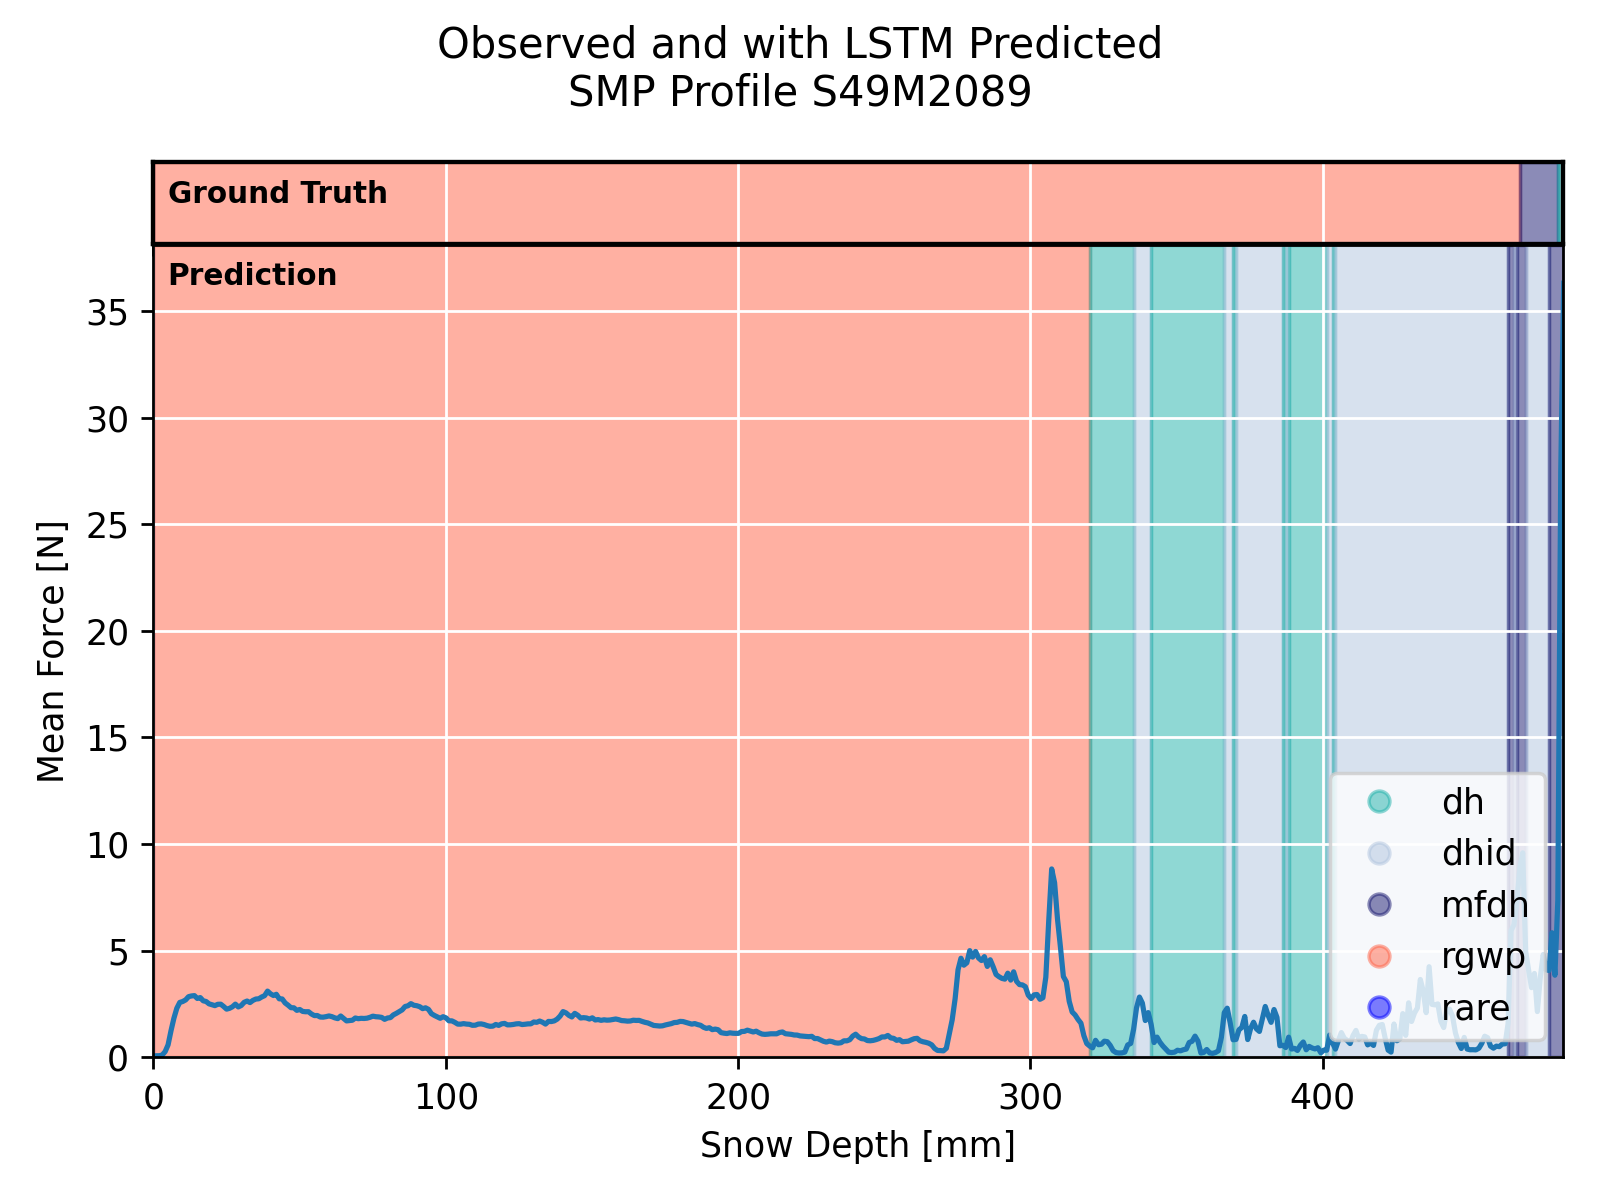 Observed and with LSTM Predicted
SMP Profile S49M2089
Ground Truth
Prediction
35
30
25
20
15
10
5
0
Mean Force [N]
dh
dhid
mfdh
rgwp
rare
0 100 200 300 400
Snow Depth [mm]